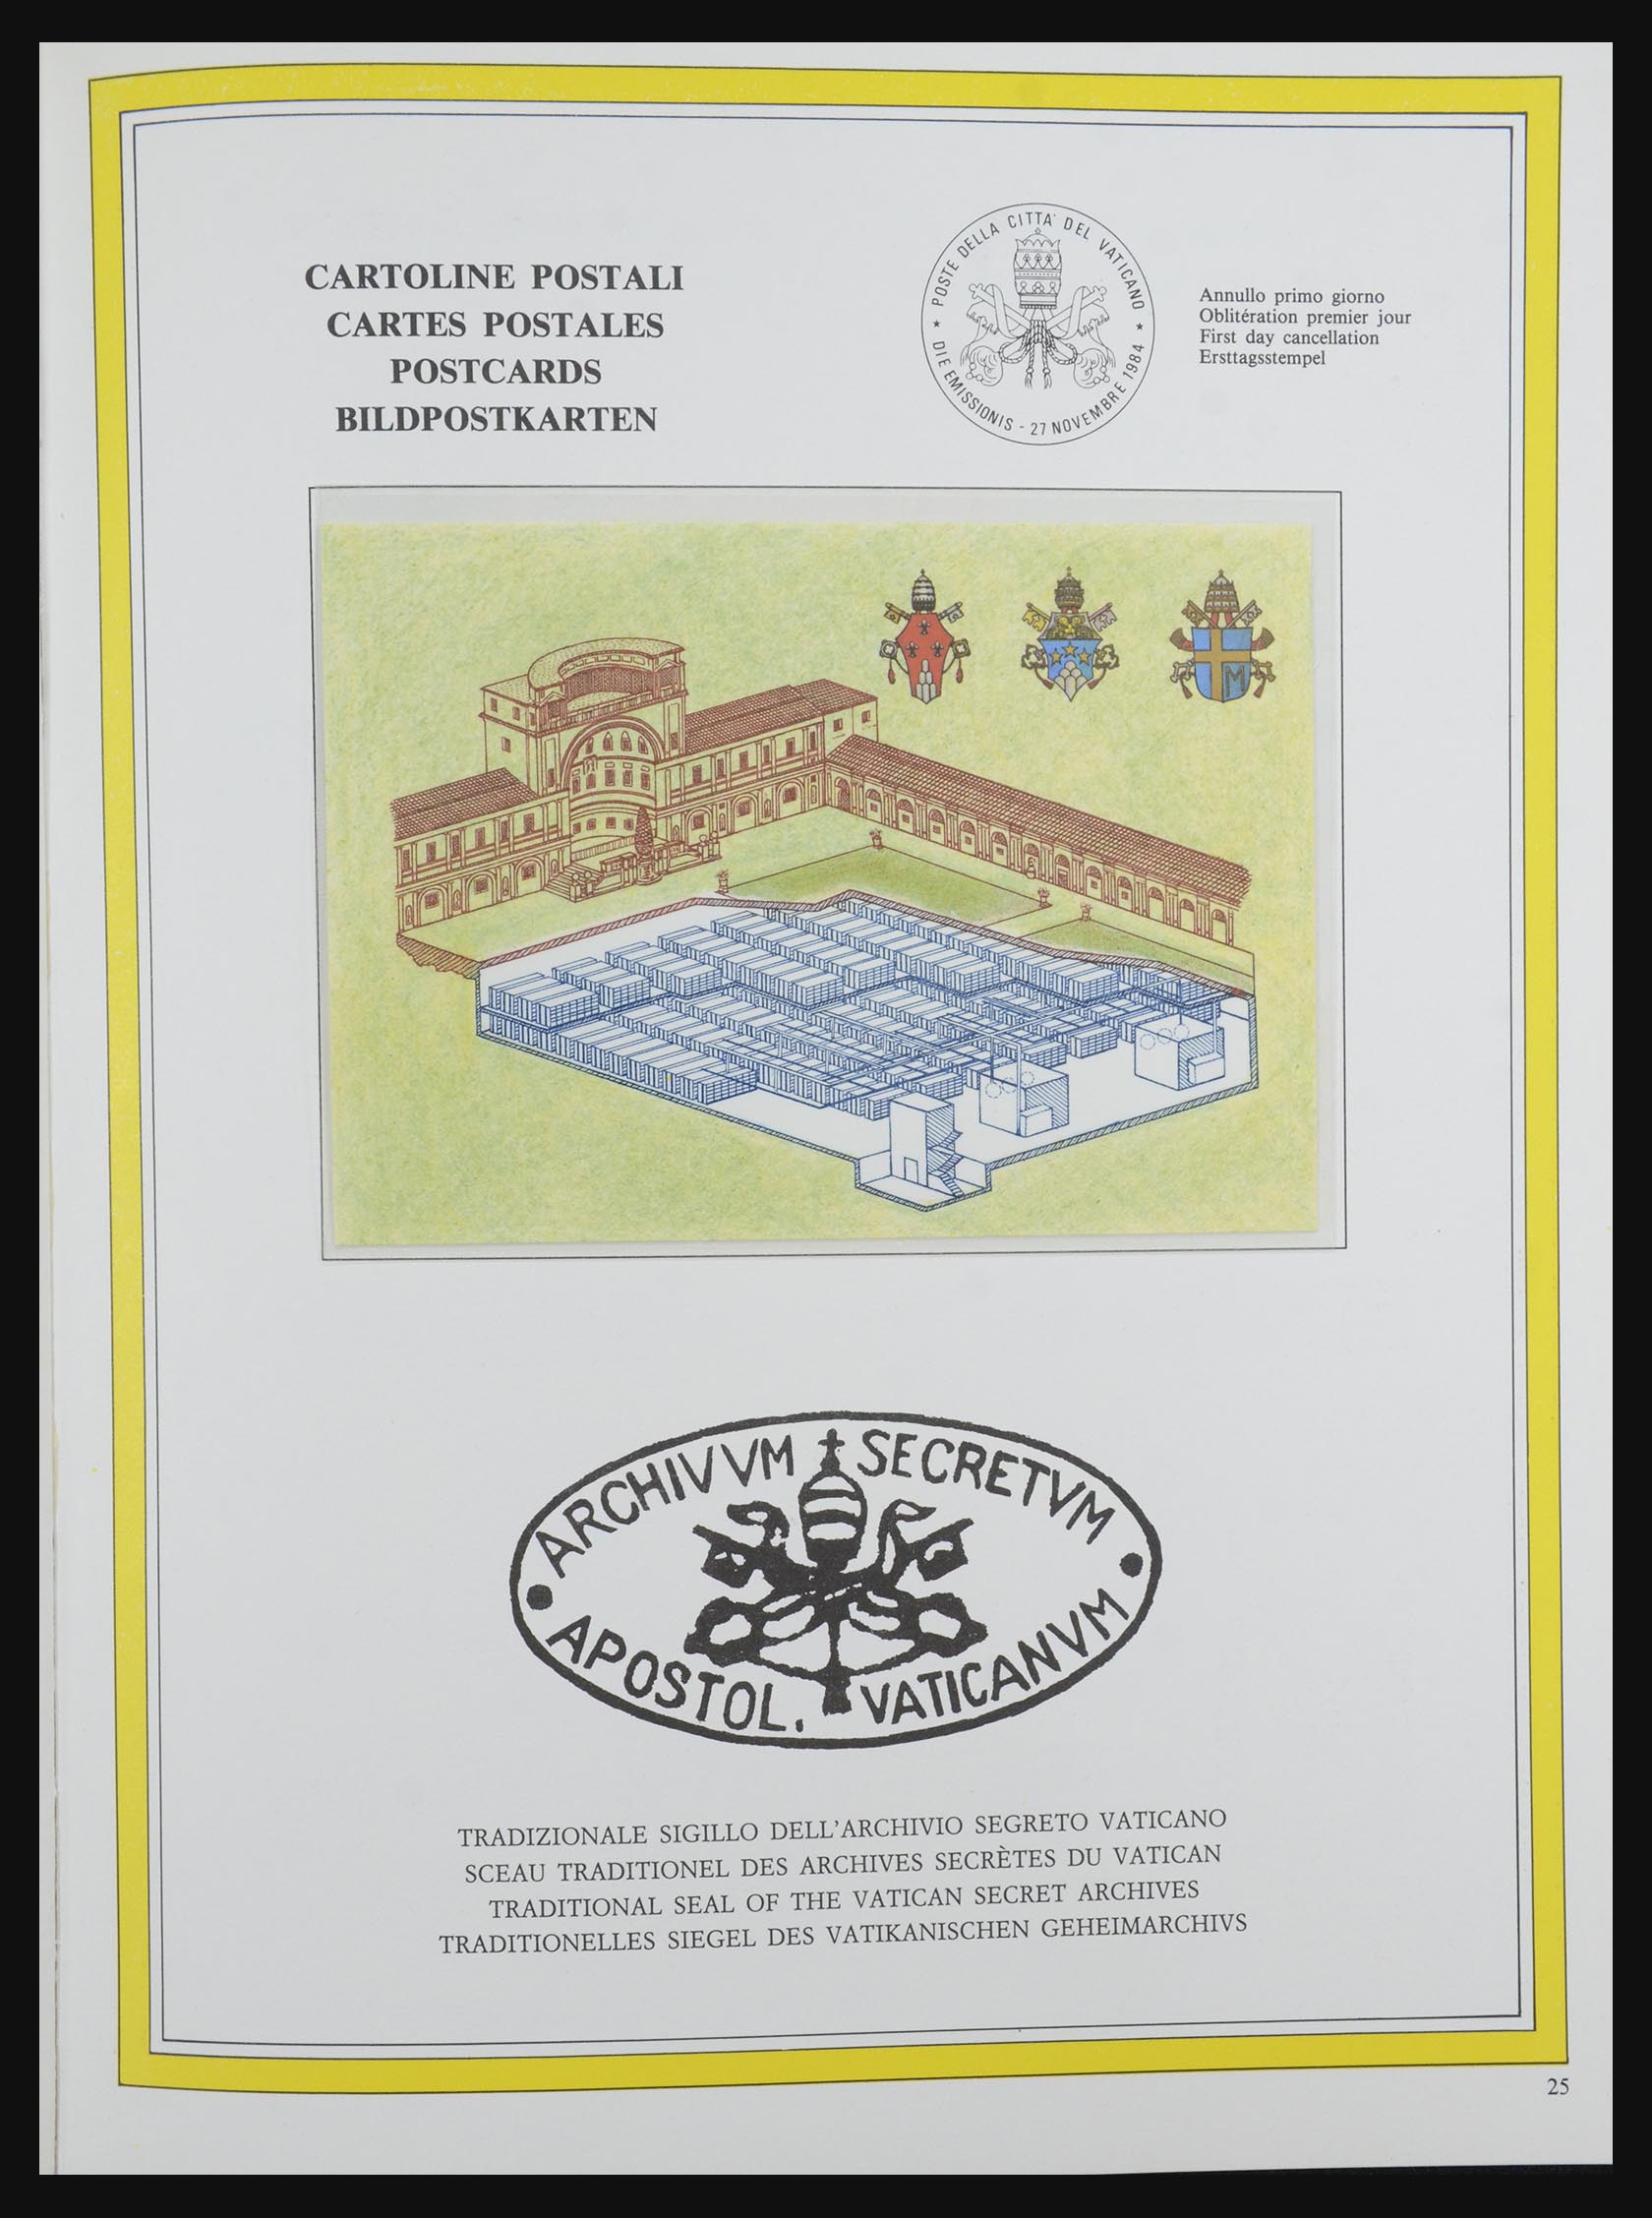 CARTOLINE POSTALI
CARTES POSTALES
POSTCARDS
BILDPOSTKARTEN
POSTE DELLA CITTA' DEL VATICANO
★ DIE EMISSIONIS - 27 NOVEMBRE 1984 ★
Annullo primo giorno
Oblitération premier jour
First day cancellation
Ersttagsstempel
M
ARCHIVVM SECRETVM
• APOSTOL. VATICANVM •
TRADIZIONALE SIGILLO DELL'ARCHIVIO SEGRETO VATICANO
SCEAU TRADITIONEL DES ARCHIVES SECRÈTES DU VATICAN
TRADITIONAL SEAL OF THE VATICAN SECRET ARCHIVES
TRADITIONELLES SIEGEL DES VATIKANISCHEN GEHEIMARCHIVS
25